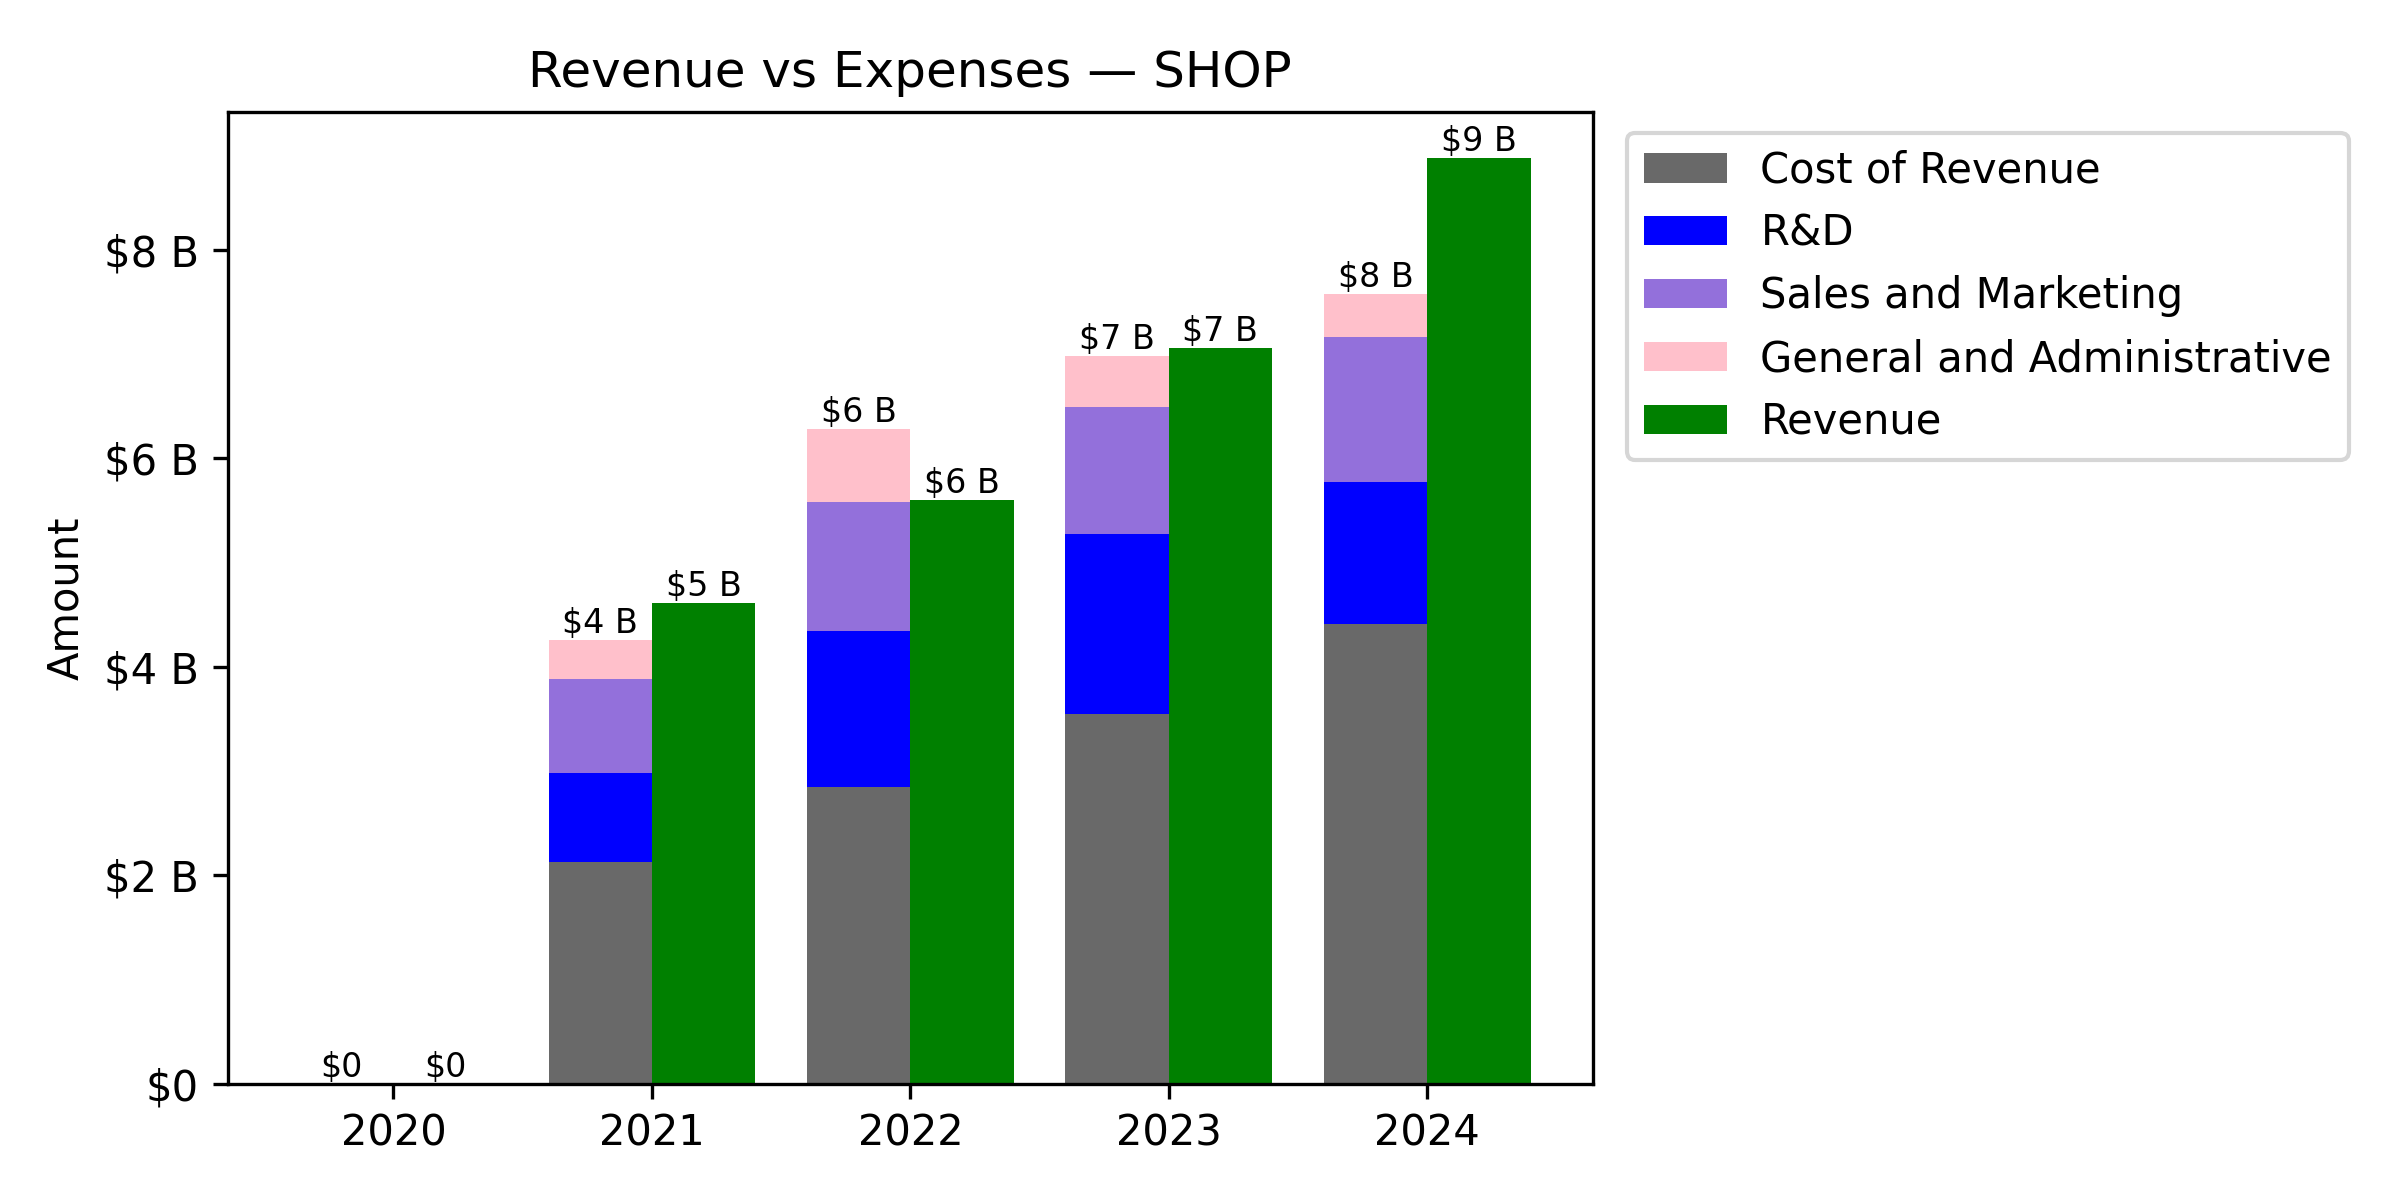 Revenue vs Expenses — SHOP
Amount
$8 B
$6 B
$4 B
$2 B
$0
$0
$0
$4 B
$5 B
$6 B
$6 B
$7 B
$7 B
$8 B
$9 B
2020
2021
2022
2023
2024
Cost of Revenue
R&D
Sales and Marketing
General and Administrative
Revenue